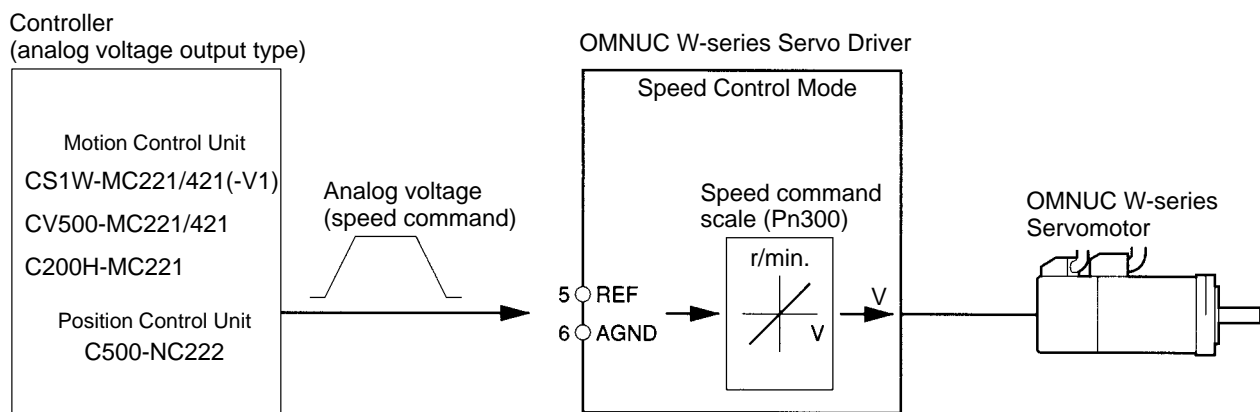 Controller
(analog voltage output type)
OMNUC W-series Servo Driver
Speed Control Mode
Motion Control Unit
CS1W-MC221/421(-V1)
CV500-MC221/421
C200H-MC221
Position Control Unit
C500-NC222
Analog voltage
(speed command)
5 REF
6 AGND
Speed command
scale (Pn300)
r/min.
V
V
OMNUC W-series
Servomotor